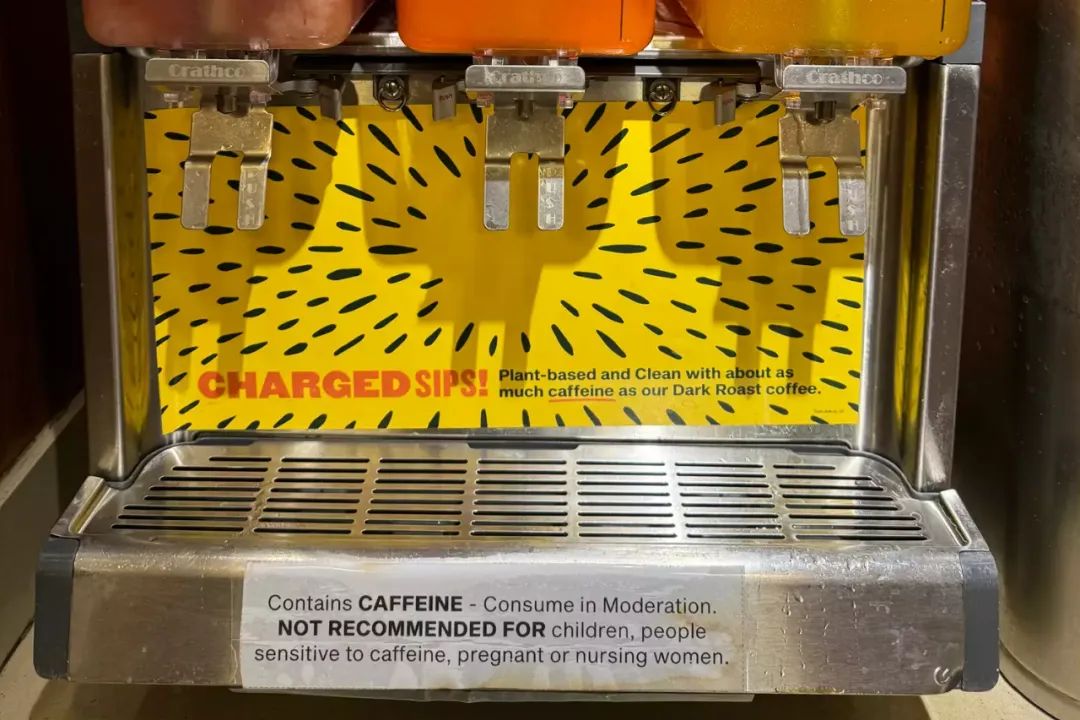 Crathco
Crathco
Crathco
PUSH
PUSH
PUSH
CHARGED SIPS!
Plant-based and Clean with about as
much caffeine as our Dark Roast coffee.
Contains CAFFEINE - Consume in Moderation.
NOT RECOMMENDED FOR children, people
sensitive to caffeine, pregnant or nursing women.